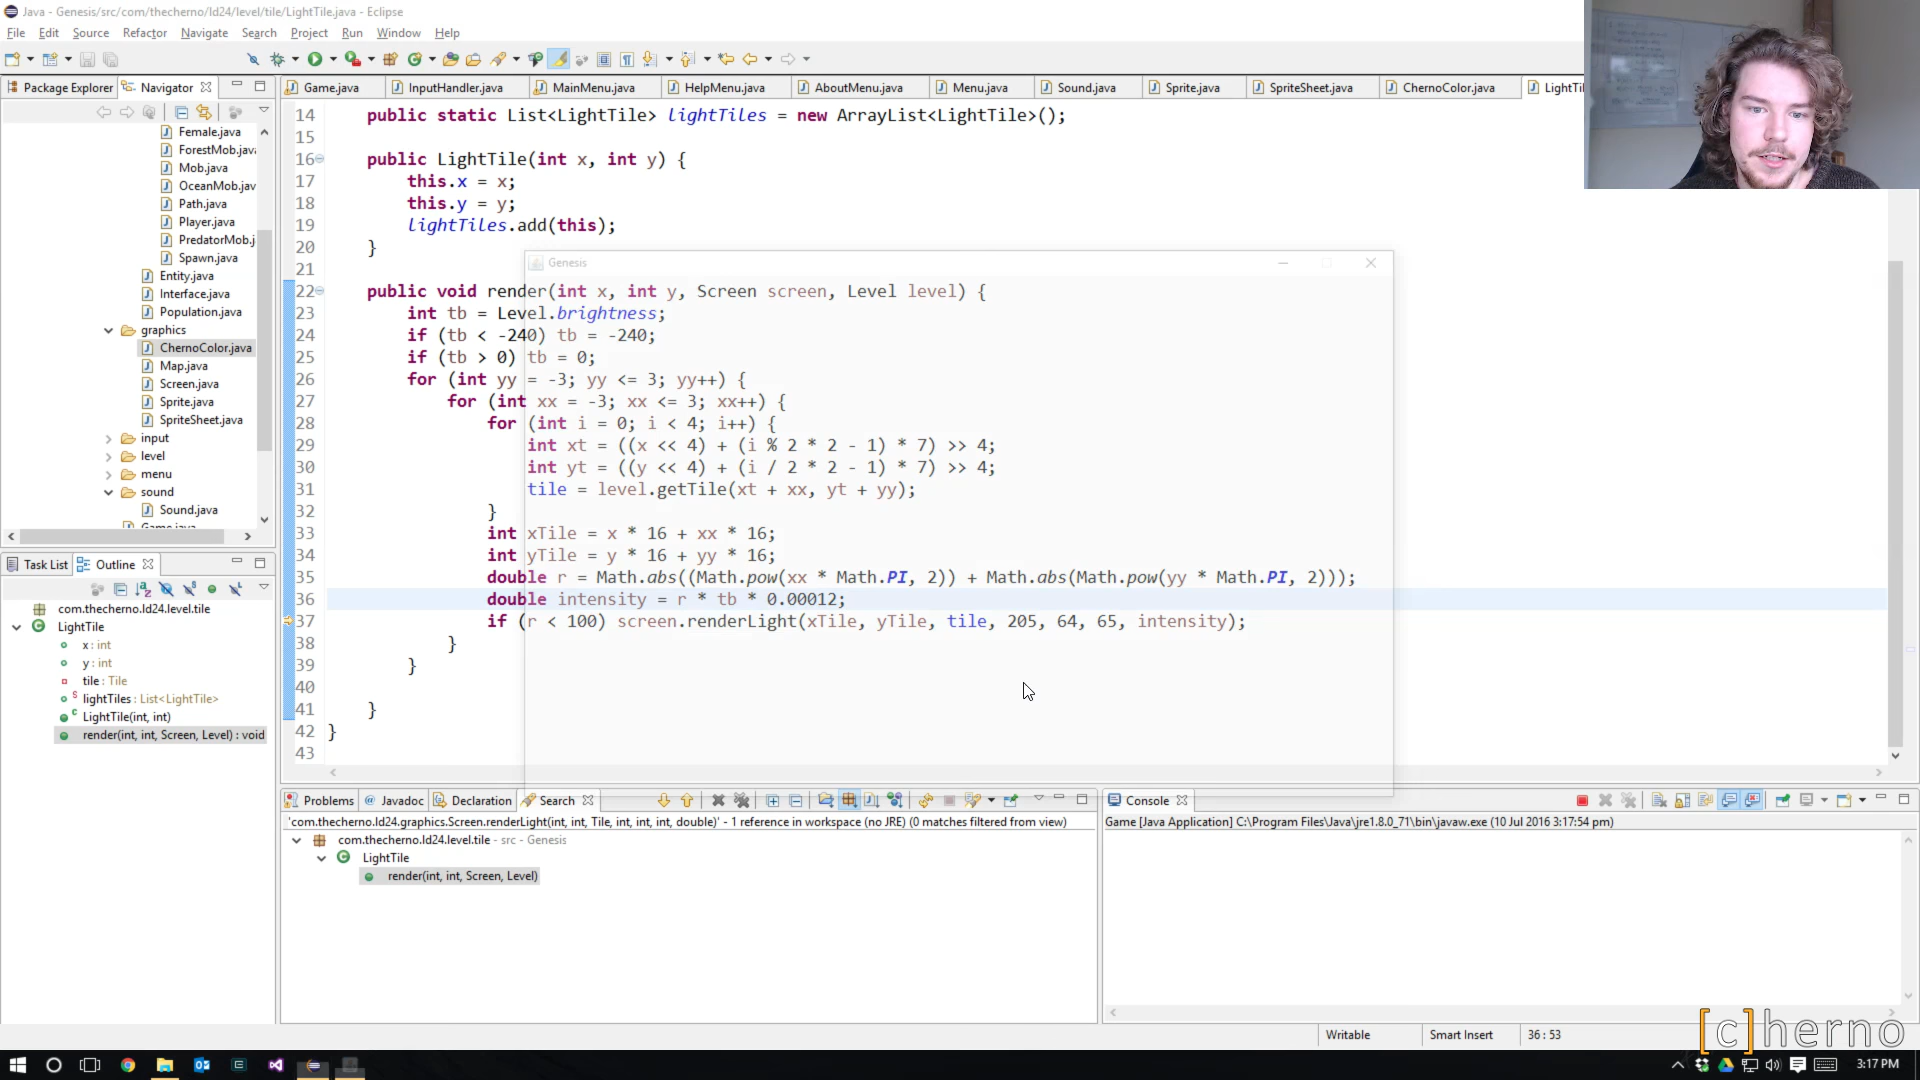 Java - Genesis/src/com/thecherno/ld24/level/tile/LightTile.java - Eclipse
File Edit Source Refactor Navigate Search Project Run Window Help
Package Explorer Navigator
Game.java InputHandler.java MainMenu.java HelpMenu.java AboutMenu.java Menu.java Sound.java Sprite.java SpriteSheet.java ChernoColor.java LightTil
Female.java
ForestMob.java
Mob.java
OceanMob.jav
Path.java
Player.java
PredatorMob.j
Spawn.java
Entity.java
Interface.java
Population.java
graphics
ChernoColor.java
Map.java
Screen.java
Sprite.java
SpriteSheet.java
input
level
menu
sound
Sound.java
Game.java
Task List Outline
com.thecherno.ld24.level.tile
LightTile
x : int
y : int
tile : Tile
lightTiles : List<LightTile>
LightTile(int, int)
render(int, int, Screen, Level) : void
14 public static List<LightTile> lightTiles = new ArrayList<LightTile>();
15
16 public LightTile(int x, int y) {
17 this.x = x;
18 this.y = y;
19 lightTiles.add(this);
20 }
21
22 public void render(int x, int y, Screen screen, Level level) {
23 int tb = Level.brightness;
24 if (tb < -240) tb = -240;
25 if (tb > 0) tb = 0;
26 for (int yy = -3; yy <= 3; yy++) {
27 for (int xx = -3; xx <= 3; xx++) {
28 for (int i = 0; i < 4; i++) {
29 int xt = ((x << 4) + (i % 2 * 2 - 1) * 7) >> 4;
30 int yt = ((y << 4) + (i / 2 * 2 - 1) * 7) >> 4;
31 tile = level.getTile(xt + xx, yt + yy);
32 }
33 int xTile = x * 16 + xx * 16;
34 int yTile = y * 16 + yy * 16;
35 double r = Math.abs((Math.pow(xx * Math.PI, 2)) + Math.abs(Math.pow(yy * Math.PI, 2)));
36 double intensity = r * tb * 0.00012;
37 if (r < 100) screen.renderLight(xTile, yTile, tile, 205, 64, 65, intensity);
38 }
39 }
40
41 }
42 }
43
Genesis
Problems Javadoc Declaration Search
'com.thecherno.ld24.graphics.Screen.renderLight(int, int, Tile, int, int, int, double)' - 1 reference in workspace (no JRE) (0 matches filtered from view)
com.thecherno.ld24.level.tile - src - Genesis
LightTile
render(int, int, Screen, Level)
Console
Game [Java Application] C:\Program Files\Java\jre1.8.0_71\bin\javaw.exe (10 Jul 2016 3:17:54 pm)
Writable Smart Insert 36 : 53
[c]herno
3:17 PM